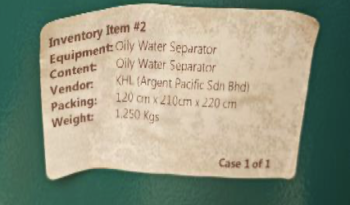 Inventory Item #2
Equipment: Oily Water Separator
Content: Oily Water Separator
Vendor: KHL (Argent Pacific Sdn Bhd)
Packing: 120 cm x 210cm x 220 cm
Weight: 1.250 Kgs
Case 1 of 1